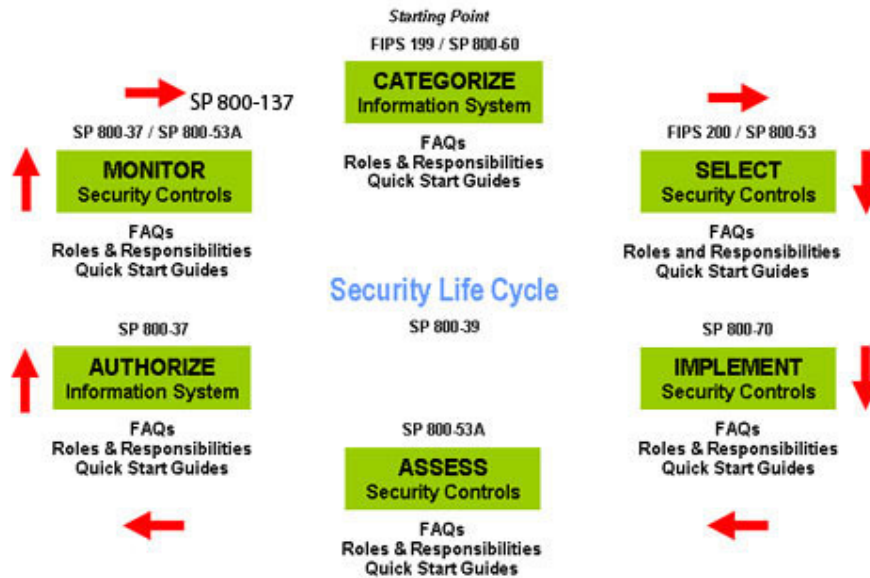 Starting Point
FIPS 199 / SP 800-60
CATEGORIZE
Information System
FAQs
Roles & Responsibilities
Quick Start Guides
SP 800-137
SP 800-37 / SP 800-53A
MONITOR
Security Controls
FAQs
Roles & Responsibilities
Quick Start Guides
FIPS 200 / SP 800-53
SELECT
Security Controls
FAQs
Roles and Responsibilities
Quick Start Guides
Security Life Cycle
SP 800-39
SP 800-37
AUTHORIZE
Information System
FAQs
Roles & Responsibilities
Quick Start Guides
SP 800-70
IMPLEMENT
Security Controls
FAQs
Roles & Responsibilities
Quick Start Guides
SP 800-53A
ASSESS
Security Controls
FAQs
Roles & Responsibilities
Quick Start Guides